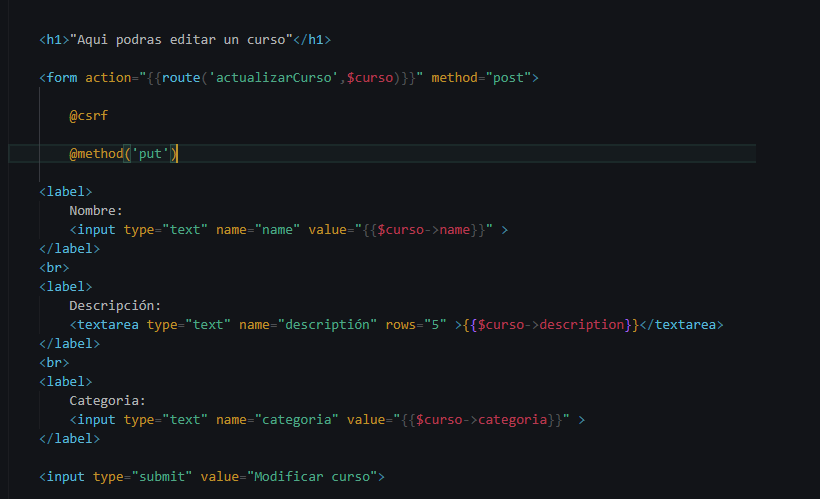 <h1>"Aqui podras editar un curso"</h1>
<form action="{{route('actualizarCurso',$curso)}}" method="post">
@csrf
@method('put')
<label>
Nombre:
<input type="text" name="name" value="{{$curso->name}}" >
</label>
<br>
<label>
Descripción:
<textarea type="text" name="descriptión" rows="5" >{{$curso->description}}</textarea>
</label>
<br>
<label>
Categoria:
<input type="text" name="categoria" value="{{$curso->categoria}}" >
</label>
<input type="submit" value="Modificar curso">